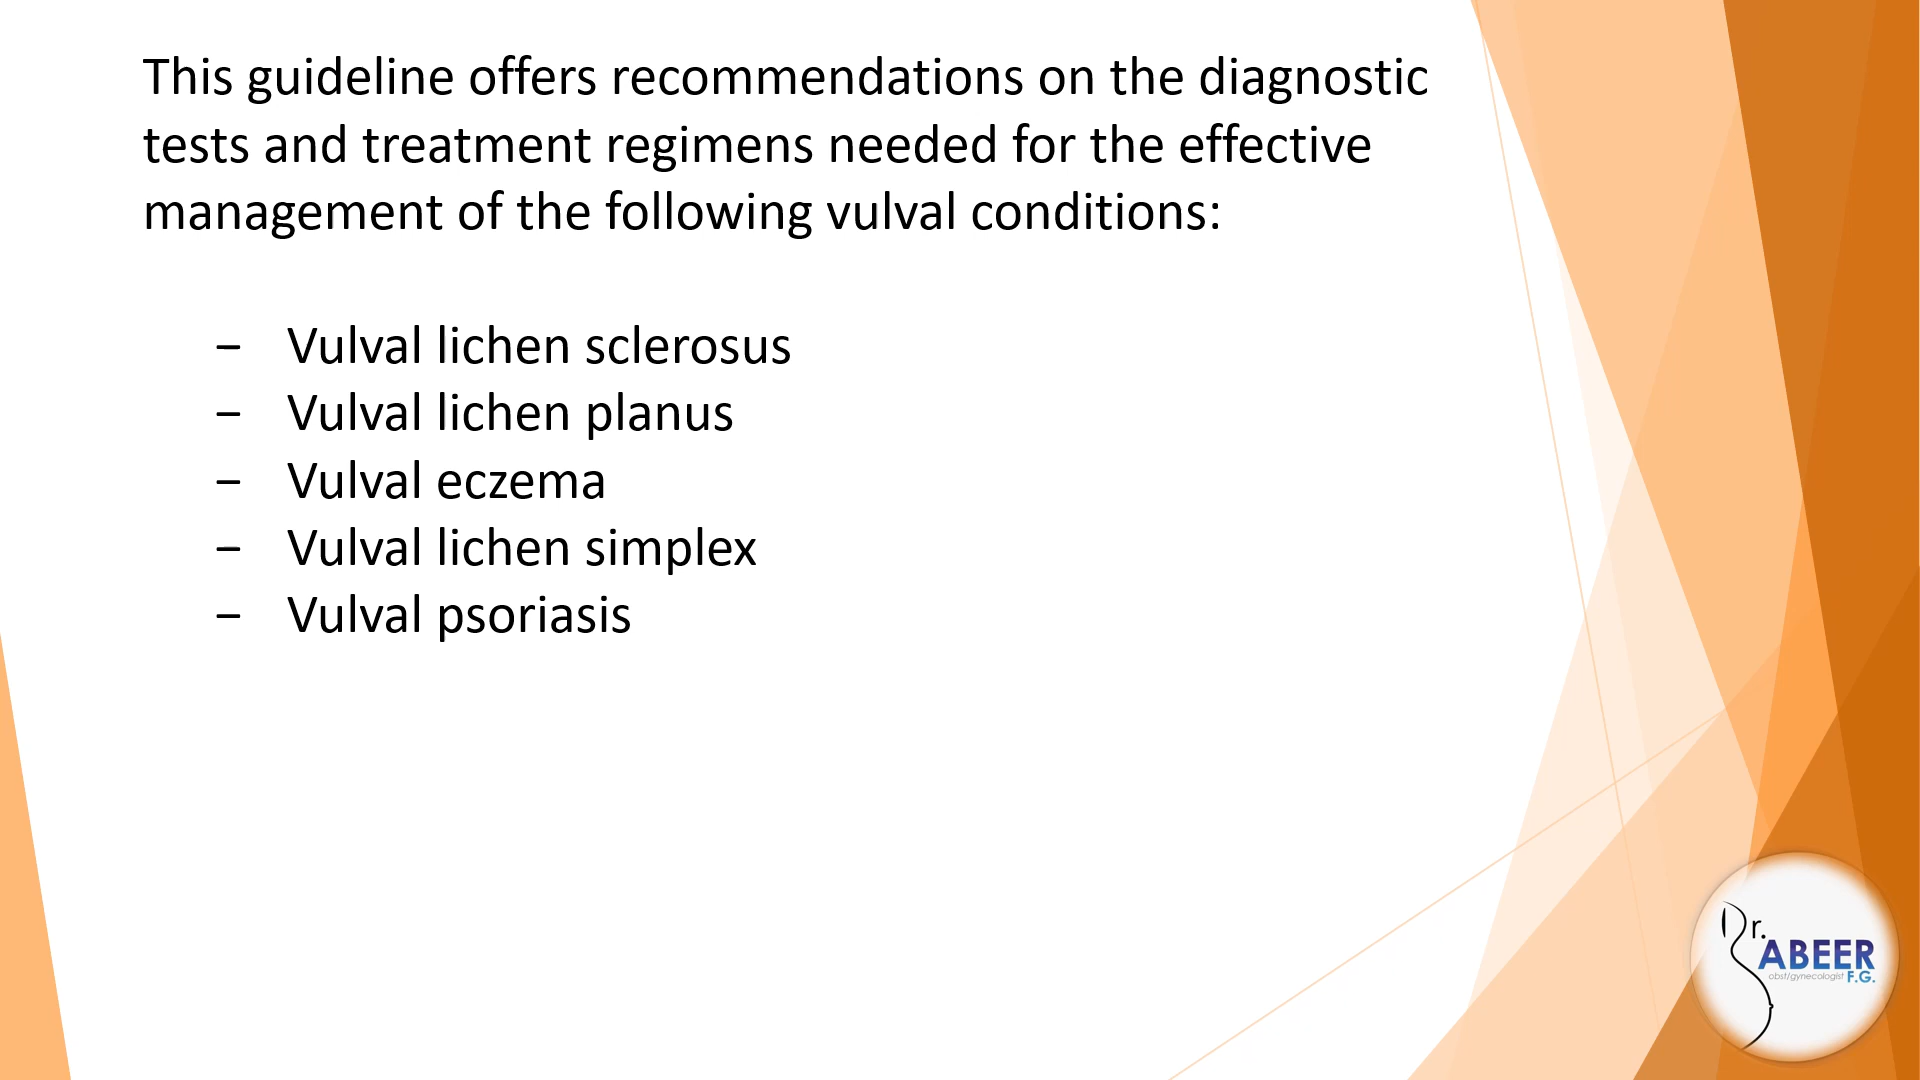 This guideline offers recommendations on the diagnostic
tests and treatment regimens needed for the effective
management of the following vulval conditions:
− Vulval lichen sclerosus
− Vulval lichen planus
− Vulval eczema
− Vulval lichen simplex
− Vulval psoriasis
Dr.
ABEER
obst/gynecologist F.G.